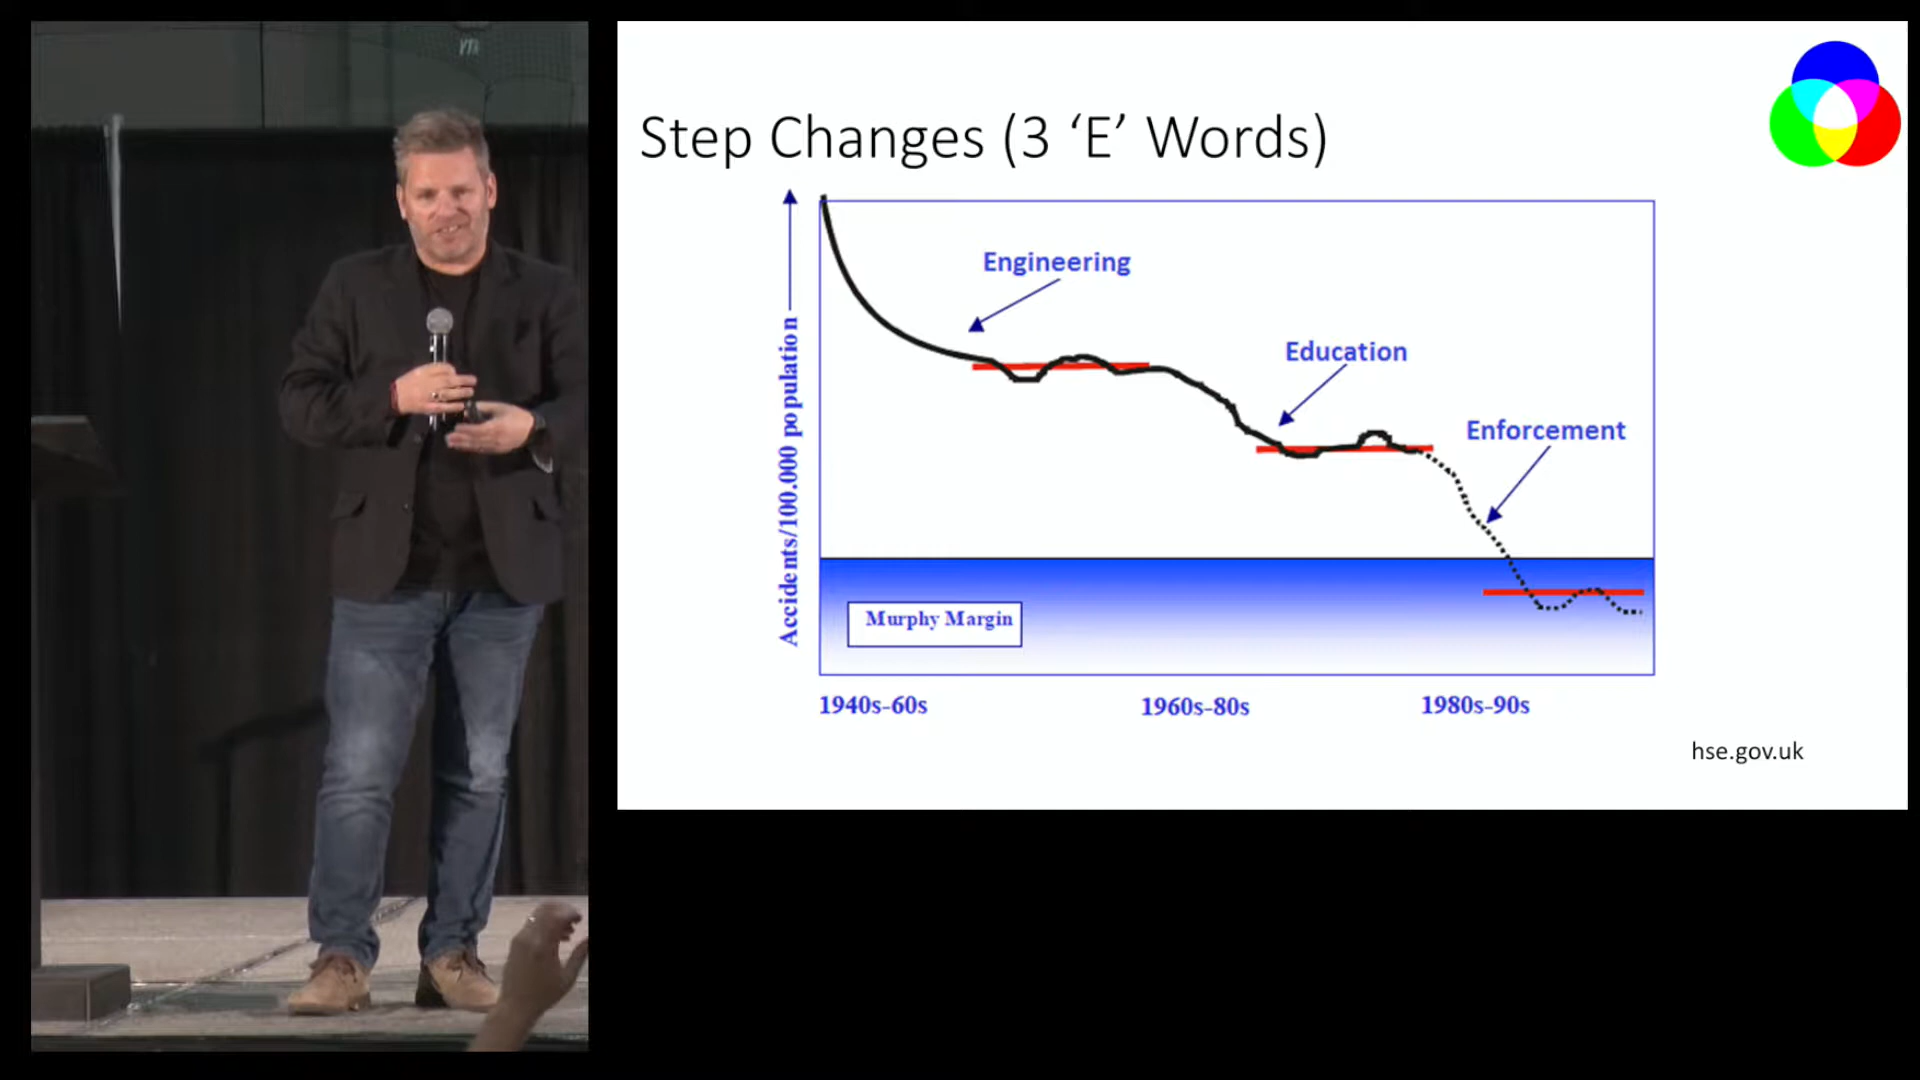 Step Changes (3 ‘E’ Words)
Engineering
Education
Enforcement
Accidents/100.000 population
Murphy Margin
1940s-60s
1960s-80s
1980s-90s
hse.gov.uk